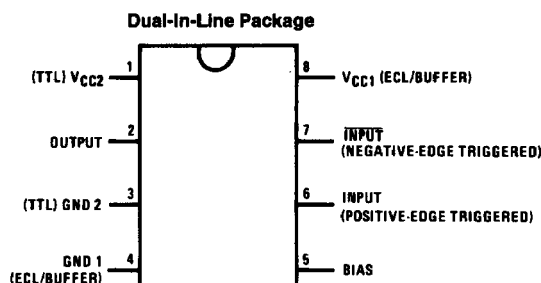 Dual-In-Line Package
(TTL) VCC2 1
8 VCC1 (ECL/BUFFER)
OUTPUT 2
7 INPUT
(NEGATIVE-EDGE TRIGGERED)
(TTL) GND 2 3
6 INPUT
(POSITIVE-EDGE TRIGGERED)
GND 1 4
(ECL/BUFFER)
5 BIAS